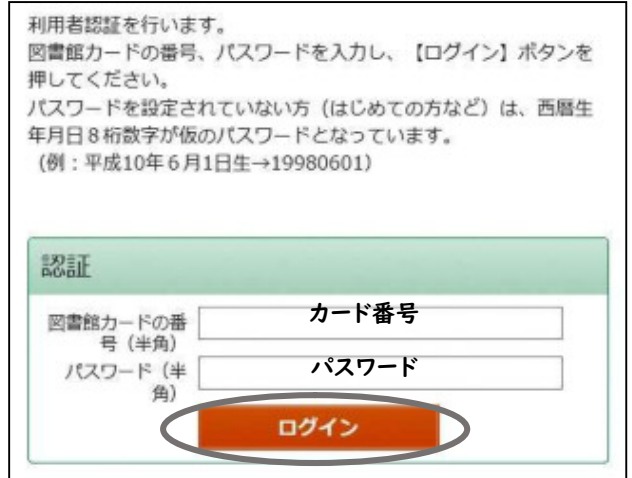 利用者認証を行います。
図書館カードの番号、パスワードを入力し、【ログイン】ボタンを
押してください。
パスワードを設定されていない方（はじめての方など）は、西暦生
年月日８桁数字が仮のパスワードとなっています。
（例：平成10年６月1日生→19980601）
認証
図書館カードの番
号（半角）
カード番号
パスワード（半
角）
パスワード
ログイン